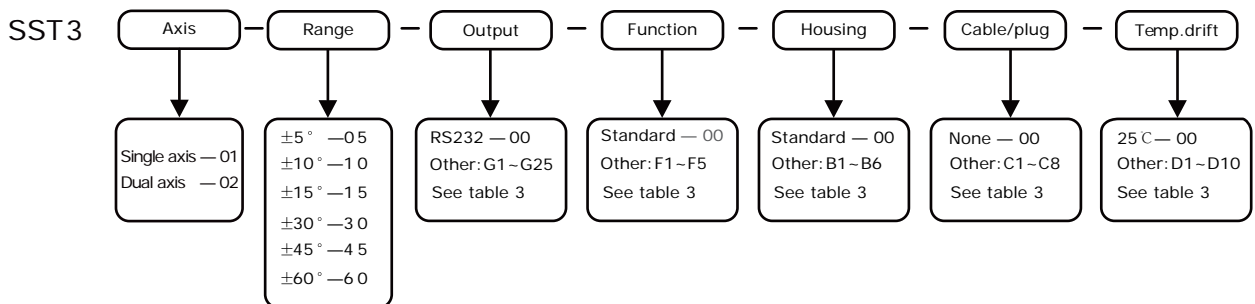 SST3 Axis — Range — Output — Function — Housing — Cable/plug — Temp.drift
Single axis — 01
Dual axis — 02
±5° — 05
±10° — 10
±15° — 15
±30° — 30
±45° — 45
±60° — 60
RS232 — 00
Other: G1~G25
See table 3
Standard — 00
Other: F1~F5
See table 3
Standard — 00
Other: B1~B6
See table 3
None — 00
Other: C1~C8
See table 3
25℃ — 00
Other: D1~D10
See table 3